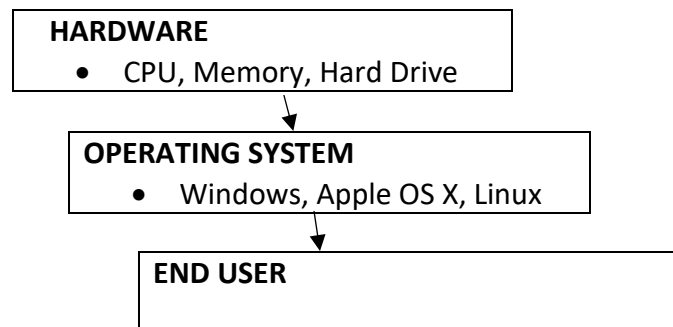 HARDWARE
• CPU, Memory, Hard Drive
OPERATING SYSTEM
• Windows, Apple OS X, Linux
END USER